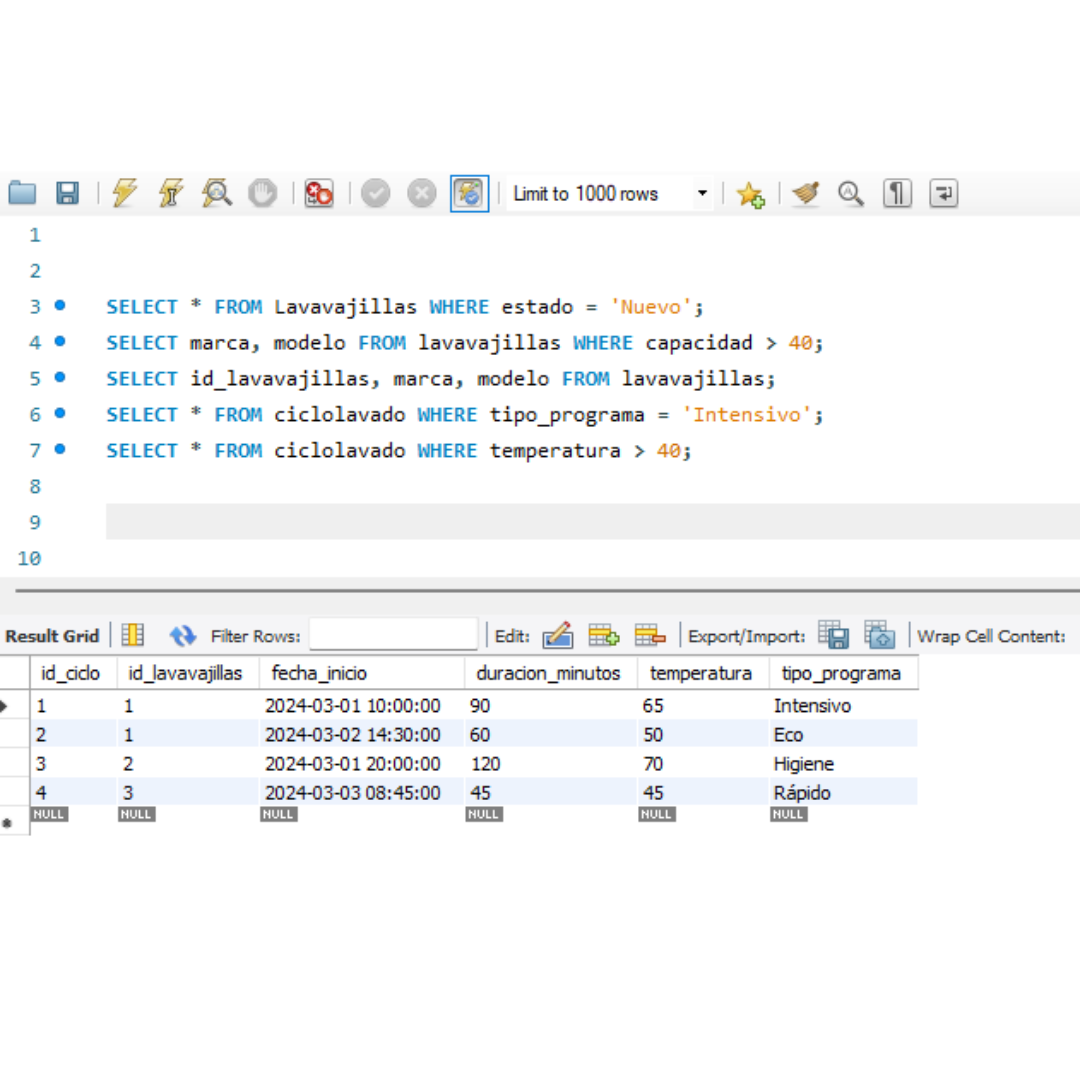 Limit to 1000 rows
1
2
3 SELECT * FROM Lavavajillas WHERE estado = 'Nuevo';
4 SELECT marca, modelo FROM lavavajillas WHERE capacidad > 40;
5 SELECT id_lavavajillas, marca, modelo FROM lavavajillas;
6 SELECT * FROM ciclolavado WHERE tipo_programa = 'Intensivo';
7 SELECT * FROM ciclolavado WHERE temperatura > 40;
8
9
10
Result Grid Filter Rows: Edit: Export/Import: Wrap Cell Content:
id_ciclo id_lavavajillas fecha_inicio duracion_minutos temperatura tipo_programa
1 1 2024-03-01 10:00:00 90 65 Intensivo
2 1 2024-03-02 14:30:00 60 50 Eco
3 2 2024-03-01 20:00:00 120 70 Higiene
4 3 2024-03-03 08:45:00 45 45 Rápido
NULL NULL NULL NULL NULL NULL